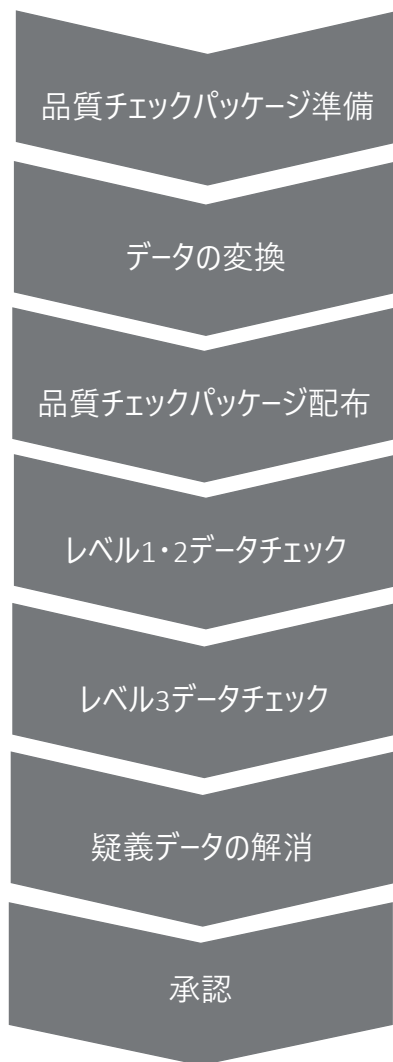 品質チェックパッケージ準備
データの変換
品質チェックパッケージ配布
レベル1・2データチェック
レベル3データチェック
疑義データの解消
承認